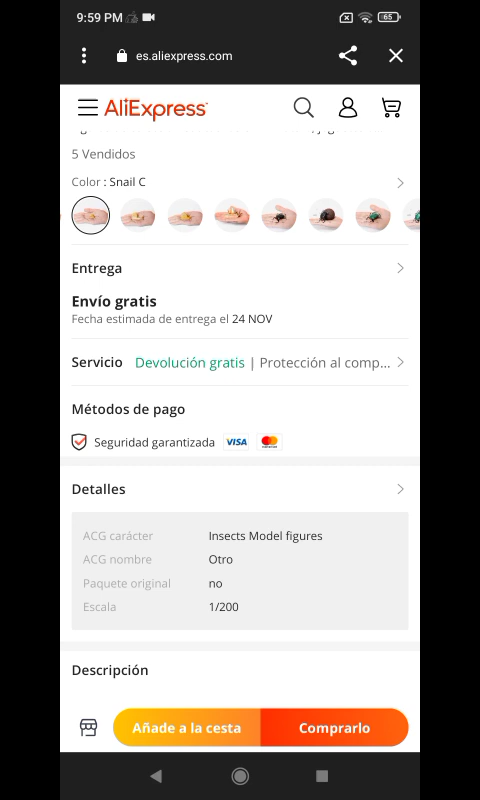 9:59 PM
65
es.aliexpress.com
AliExpress
5 Vendidos
Color : Snail C
Entrega
Envío gratis
Fecha estimada de entrega el 24 NOV
Servicio Devolución gratis | Protección al comp...
Métodos de pago
Seguridad garantizada VISA
Detalles
ACG carácter Insects Model figures
ACG nombre Otro
Paquete original no
Escala 1/200
Descripción
Añade a la cesta Comprarlo